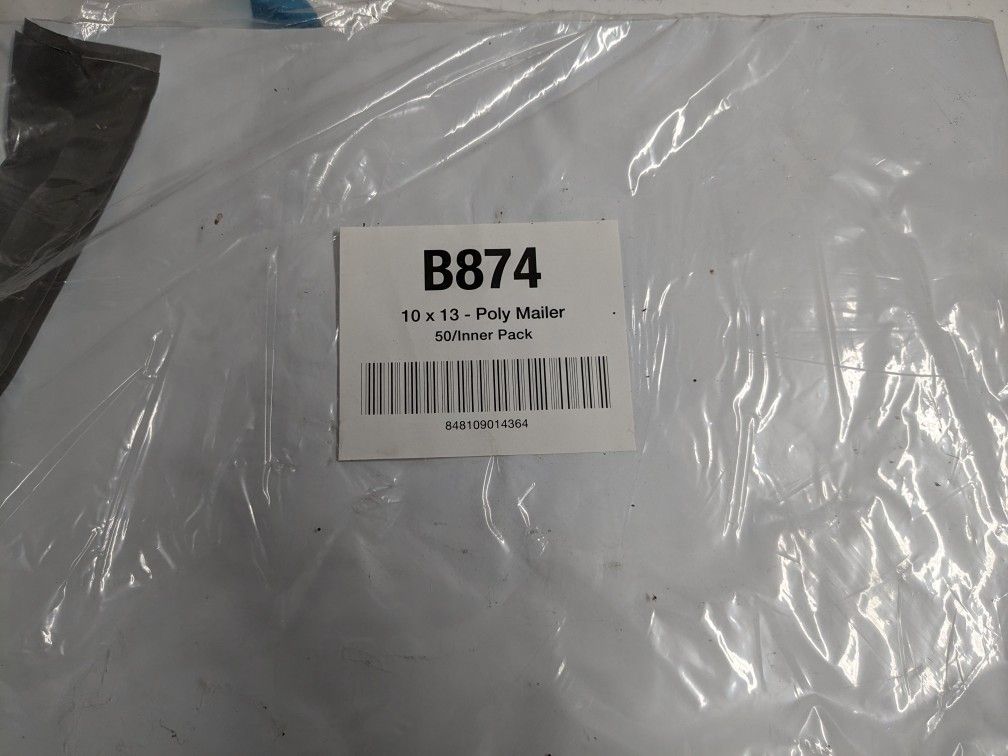 B874
10 x 13 - Poly Mailer
50/Inner Pack
848109014364